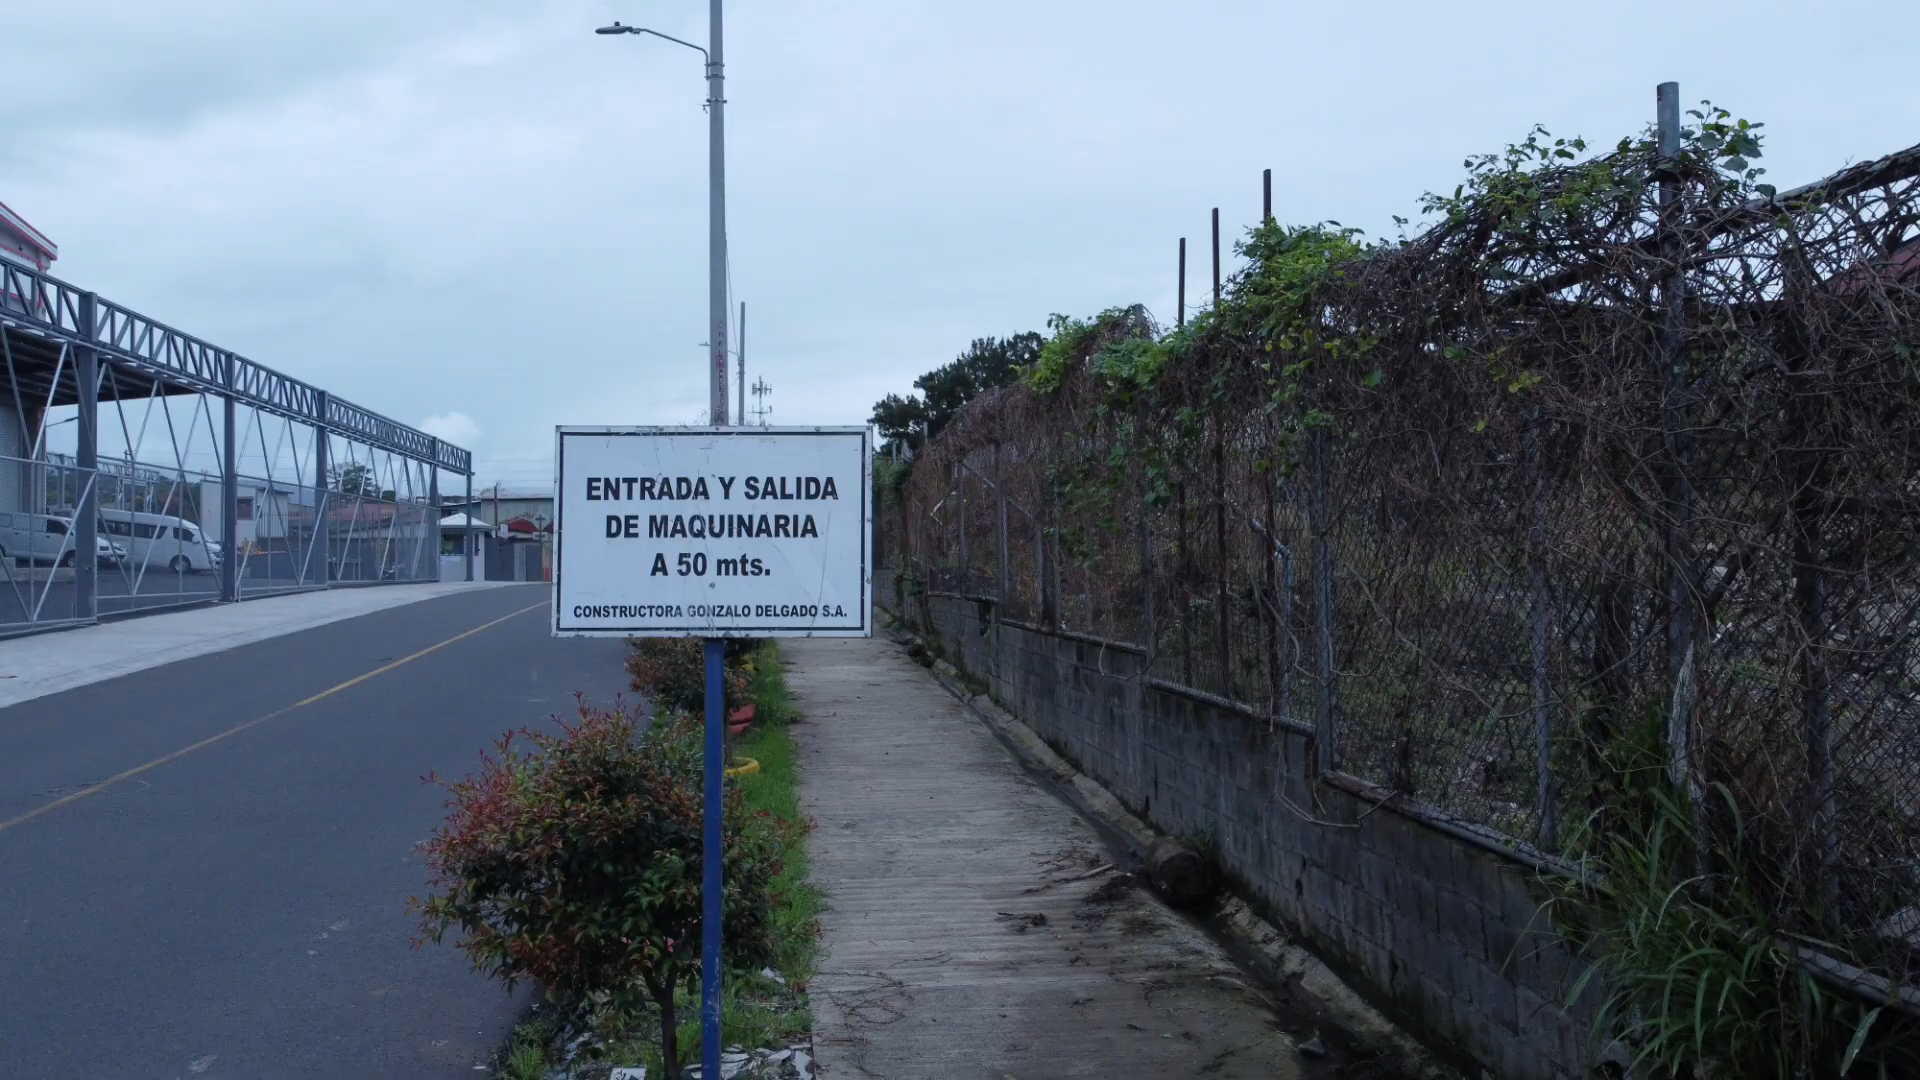 ENTRADA Y SALIDA
DE MAQUINARIA
A 50 mts.
CONSTRUCTORA GONZALO DELGADO S.A.